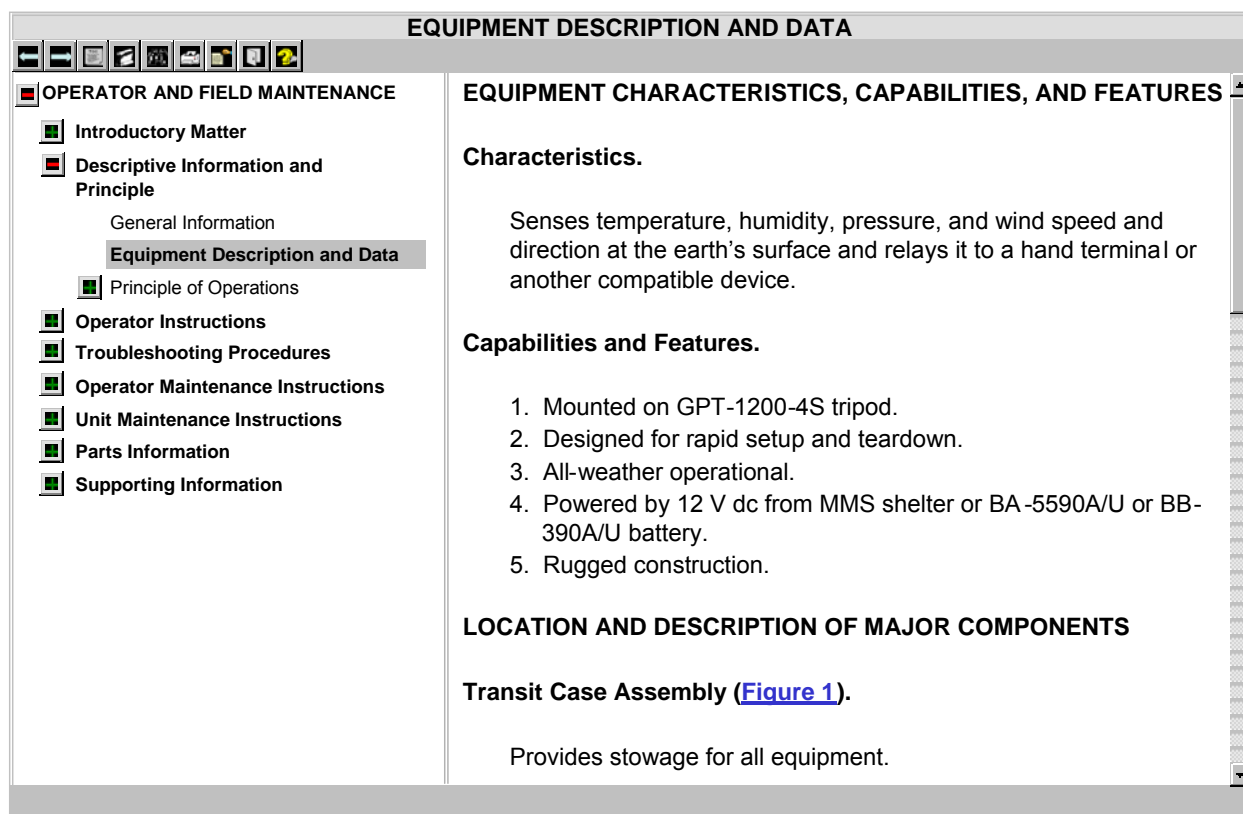 EQUIPMENT DESCRIPTION AND DATA
OPERATOR AND FIELD MAINTENANCE
Introductory Matter
Descriptive Information and
Principle
General Information
Equipment Description and Data
Principle of Operations
Operator Instructions
Troubleshooting Procedures
Operator Maintenance Instructions
Unit Maintenance Instructions
Parts Information
Supporting Information
EQUIPMENT CHARACTERISTICS, CAPABILITIES, AND FEATURES
Characteristics.
Senses temperature, humidity, pressure, and wind speed and
direction at the earth's surface and relays it to a hand terminal or
another compatible device.
Capabilities and Features.
1. Mounted on GPT-1200-4S tripod.
2. Designed for rapid setup and teardown.
3. All-weather operational.
4. Powered by 12 V dc from MMS shelter or BA-5590A/U or BB-
390A/U battery.
5. Rugged construction.
LOCATION AND DESCRIPTION OF MAJOR COMPONENTS
Transit Case Assembly (Figure 1).
Provides stowage for all equipment.